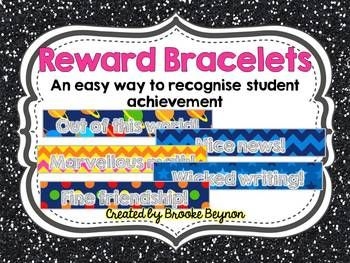 Reward Bracelets
An easy way to recognise student
achievement
Out of this world!
Nice news!
Marvellous math!
Wicked writing!
Fine friendship!
Created by Brooke Beynon